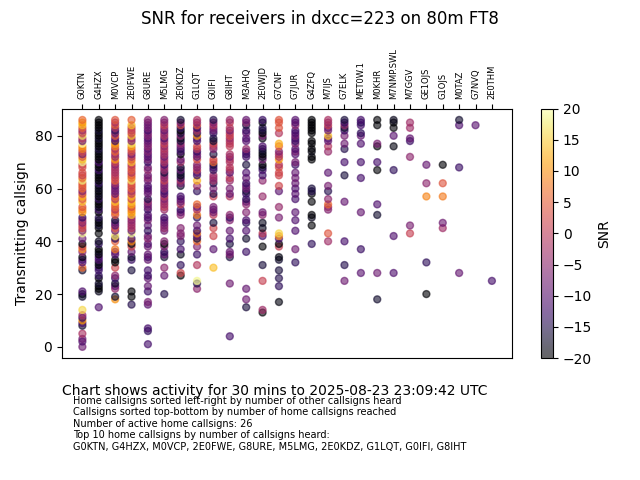 SNR for receivers in dxcc=223 on 80m FT8
G0KTN G4HZX M0VCP 2E0FWE G8URE M5LMG 2E0KDZ G1LQT G0IFI G8IHT MGAHQ 2E0WJD G7CNF G7JUR G4ZFQ M7IJS G7ELK MET0W.1 M0KHR M7NMP.SWL M7GGV GE1OJS G1OJS M0TAZ G7NVQ 2E0THM
80
60
40
20
0
Transmitting callsign
20
15
10
5
0
−5
−10
−15
−20
SNR
Chart shows activity for 30 mins to 2025-08-23 23:09:42 UTC
Home callsigns sorted left-right by number of other callsigns heard
Callsigns sorted top-bottom by number of home callsigns reached
Number of active home callsigns: 26
Top 10 home callsigns by number of callsigns heard:
G0KTN, G4HZX, M0VCP, 2E0FWE, G8URE, M5LMG, 2E0KDZ, G1LQT, G0IFI, G8IHT